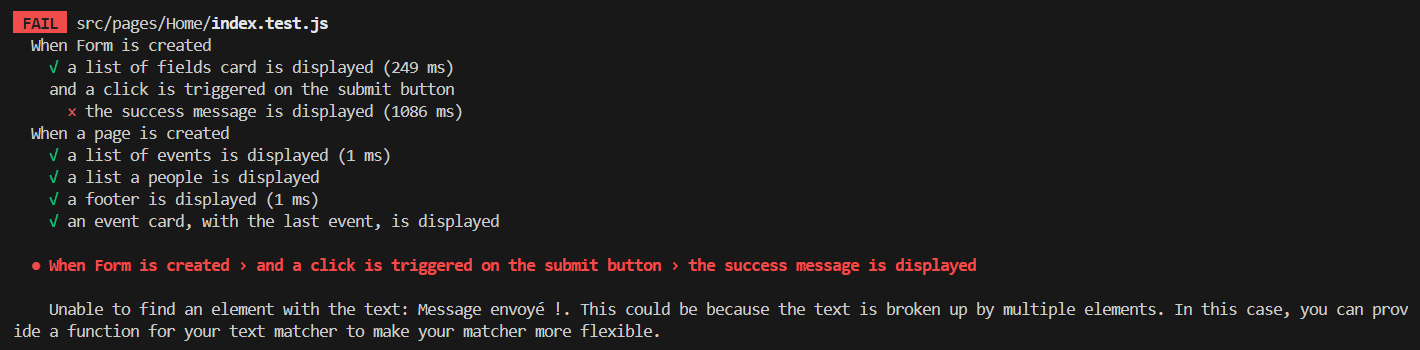 FAIL src/pages/Home/index.test.js
When Form is created
√ a list of fields card is displayed (249 ms)
and a click is triggered on the submit button
× the success message is displayed (1086 ms)
When a page is created
√ a list of events is displayed (1 ms)
√ a list a people is displayed
√ a footer is displayed (1 ms)
√ an event card, with the last event, is displayed
● When Form is created › and a click is triggered on the submit button › the success message is displayed
Unable to find an element with the text: Message envoyé !. This could be because the text is broken up by multiple elements. In this case, you can prov
ide a function for your text matcher to make your matcher more flexible.